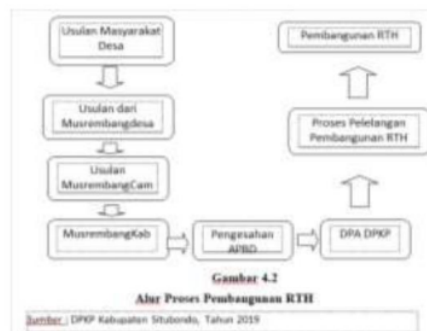 Usulan Masyarakat
Desa
Usulan dari
Musrembangdesa
Usulan
MusrembangCam
MusrembangKab
Pengesahan
APBD
DPA DPKP
Proses Pelelangan
Pembangunan RTH
Pembangunan RTH
Gambar 4.2
Alur Proses Pembangunan RTH
Sumber : DPKP Kabupaten Situbondo, Tahun 2019